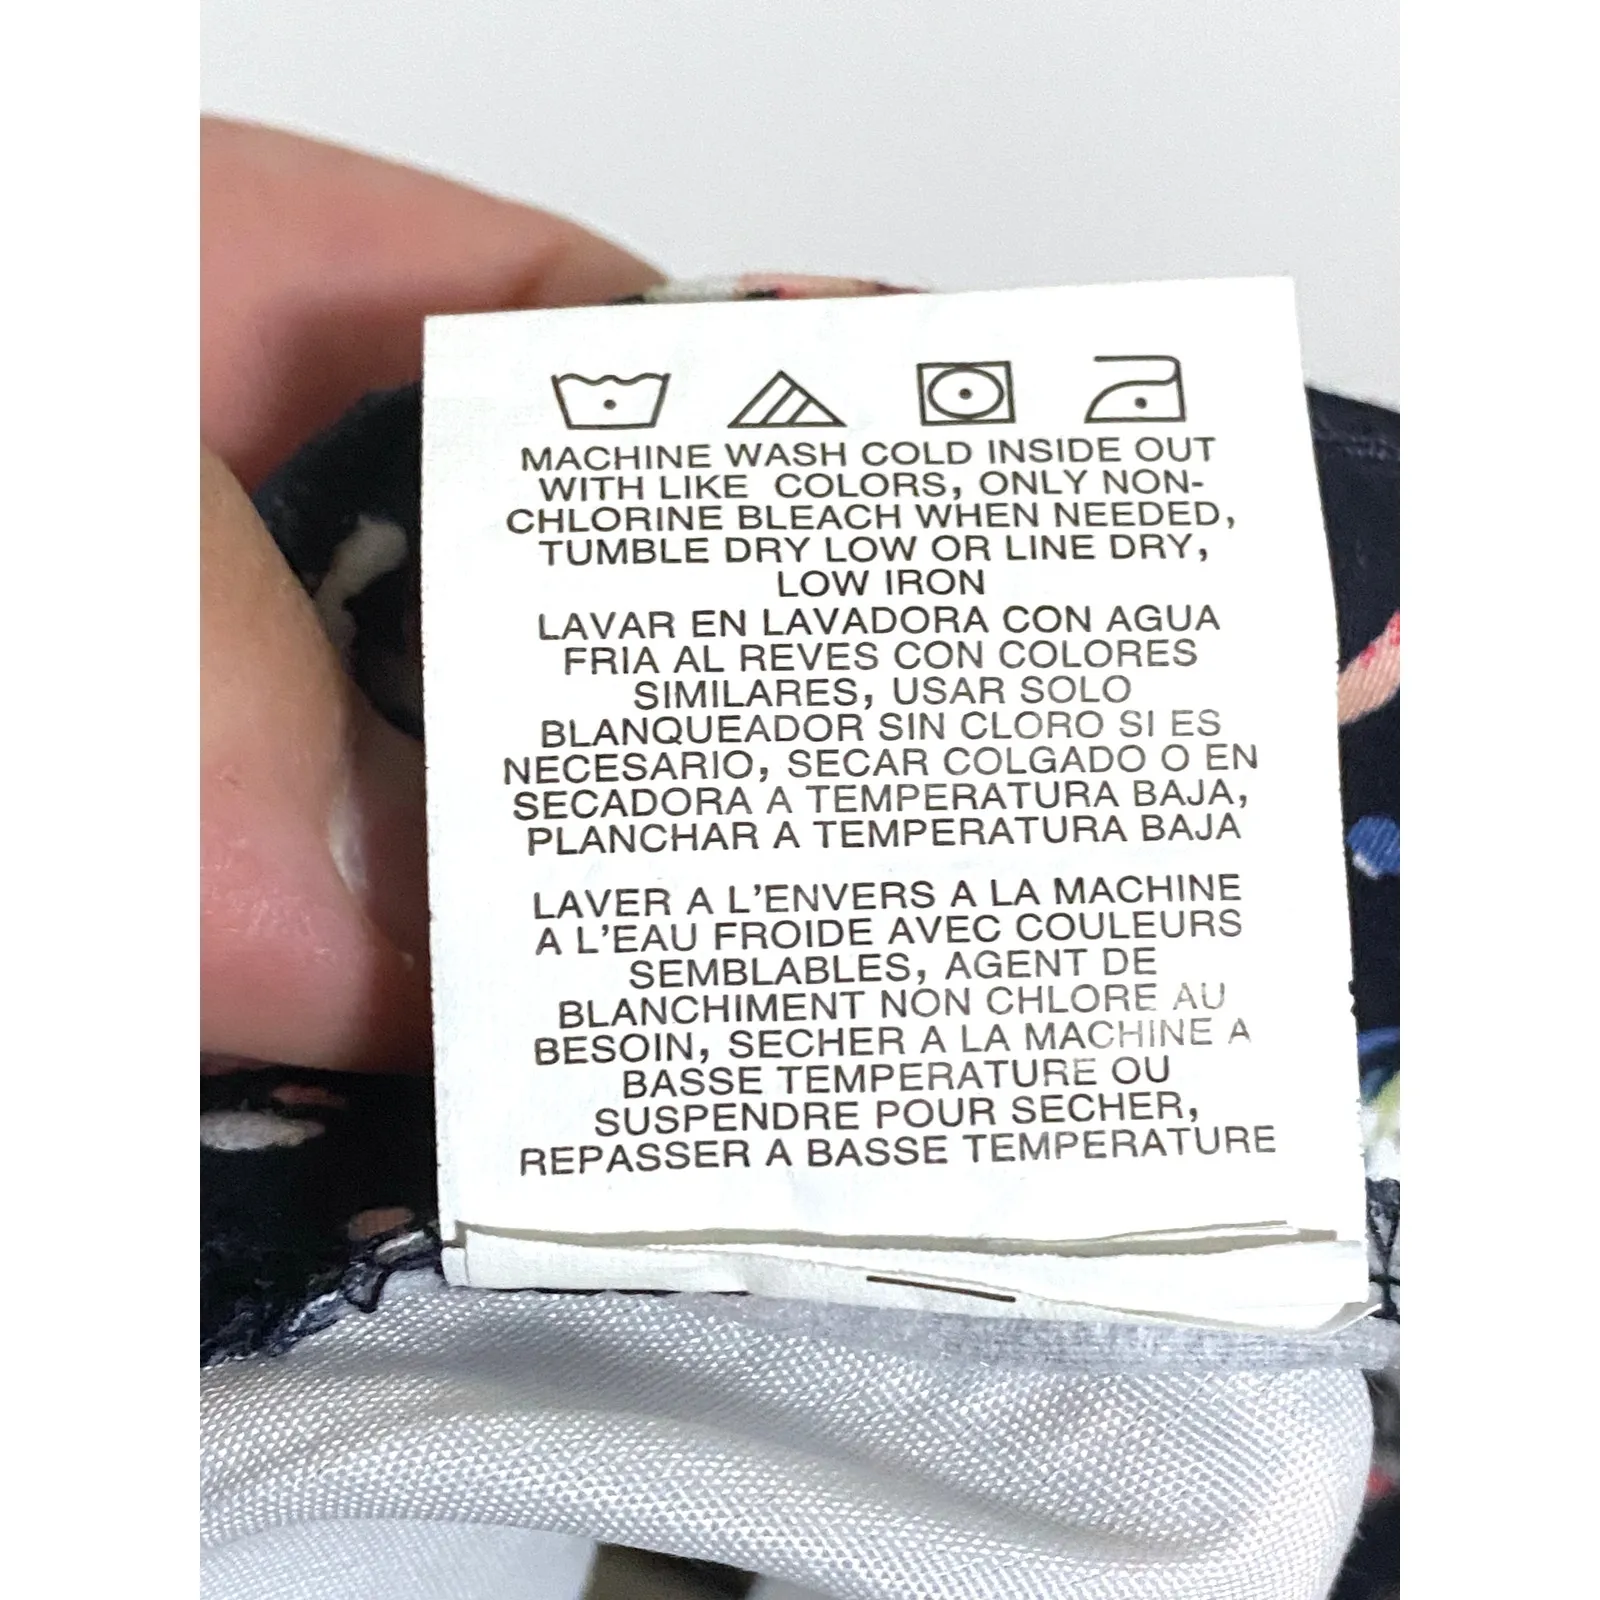 MACHINE WASH COLD INSIDE OUT
WITH LIKE COLORS, ONLY NON-
CHLORINE BLEACH WHEN NEEDED,
TUMBLE DRY LOW OR LINE DRY,
LOW IRON
LAVAR EN LAVADORA CON AGUA
FRIA AL REVES CON COLORES
SIMILARES, USAR SOLO
BLANQUEADOR SIN CLORO SI ES
NECESARIO, SECAR COLGADO O EN
SECADORA A TEMPERATURA BAJA,
PLANCHAR A TEMPERATURA BAJA
LAVER A L'ENVERS A LA MACHINE
A L'EAU FROIDE AVEC COULEURS
SEMBLABLES, AGENT DE
BLANCHIMENT NON CHLORE AU
BESOIN, SECHER A LA MACHINE A
BASSE TEMPERATURE OU
SUSPENDRE POUR SECHER,
REPASSER A BASSE TEMPERATURE